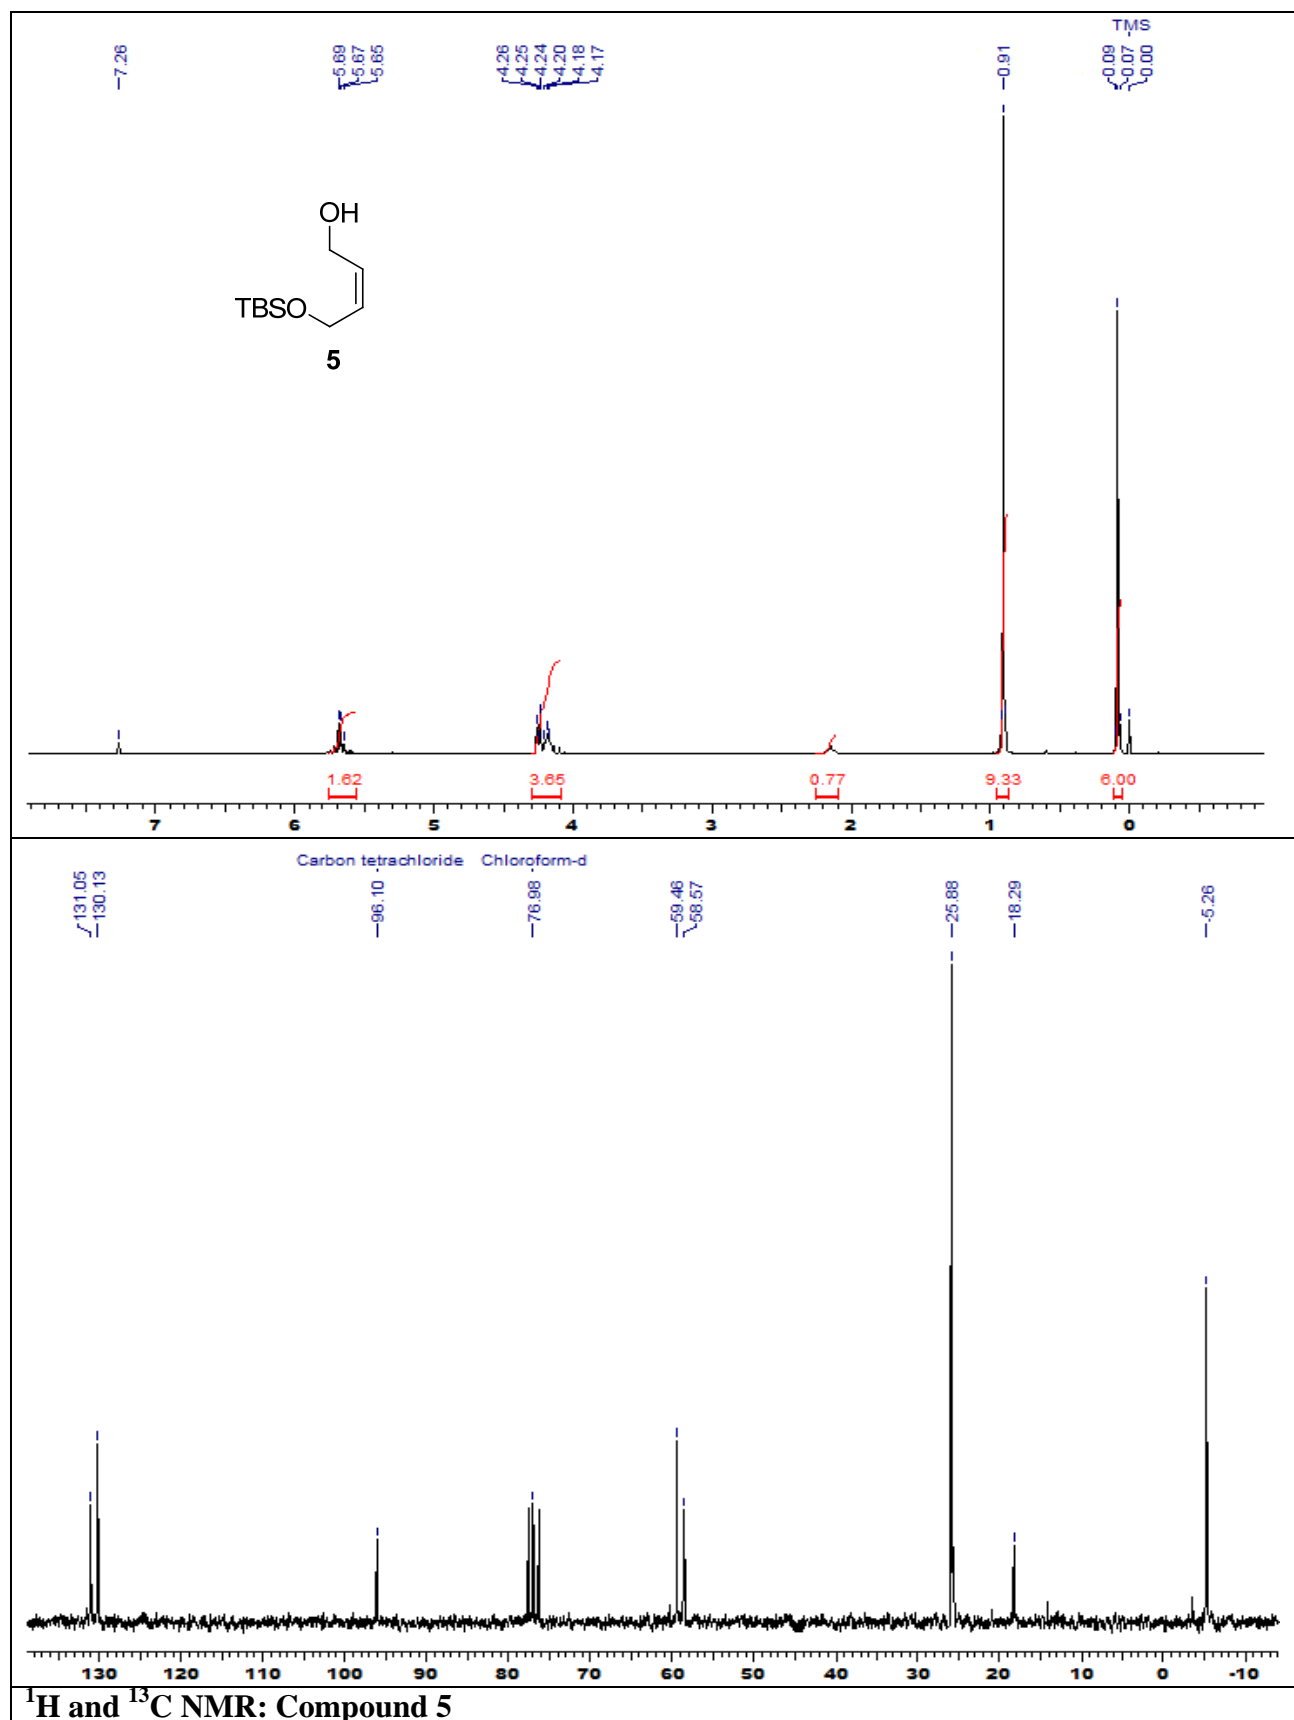 TMS
7.26 5.69 5.67 5.65 4.26 4.25 4.24 4.20 4.18 4.17 0.91 0.09 0.07 0.00
OH
TBSO
5
1.62 3.65 0.77 9.33 6.00
7 6 5 4 3 2 1 0
Carbon tetrachloride Chloroform-d
131.05 130.13 96.10 76.98 59.46 58.57 25.88 18.29 -5.26
130 120 110 100 90 80 70 60 50 40 30 20 10 0 -10
¹H and ¹³C NMR: Compound 5